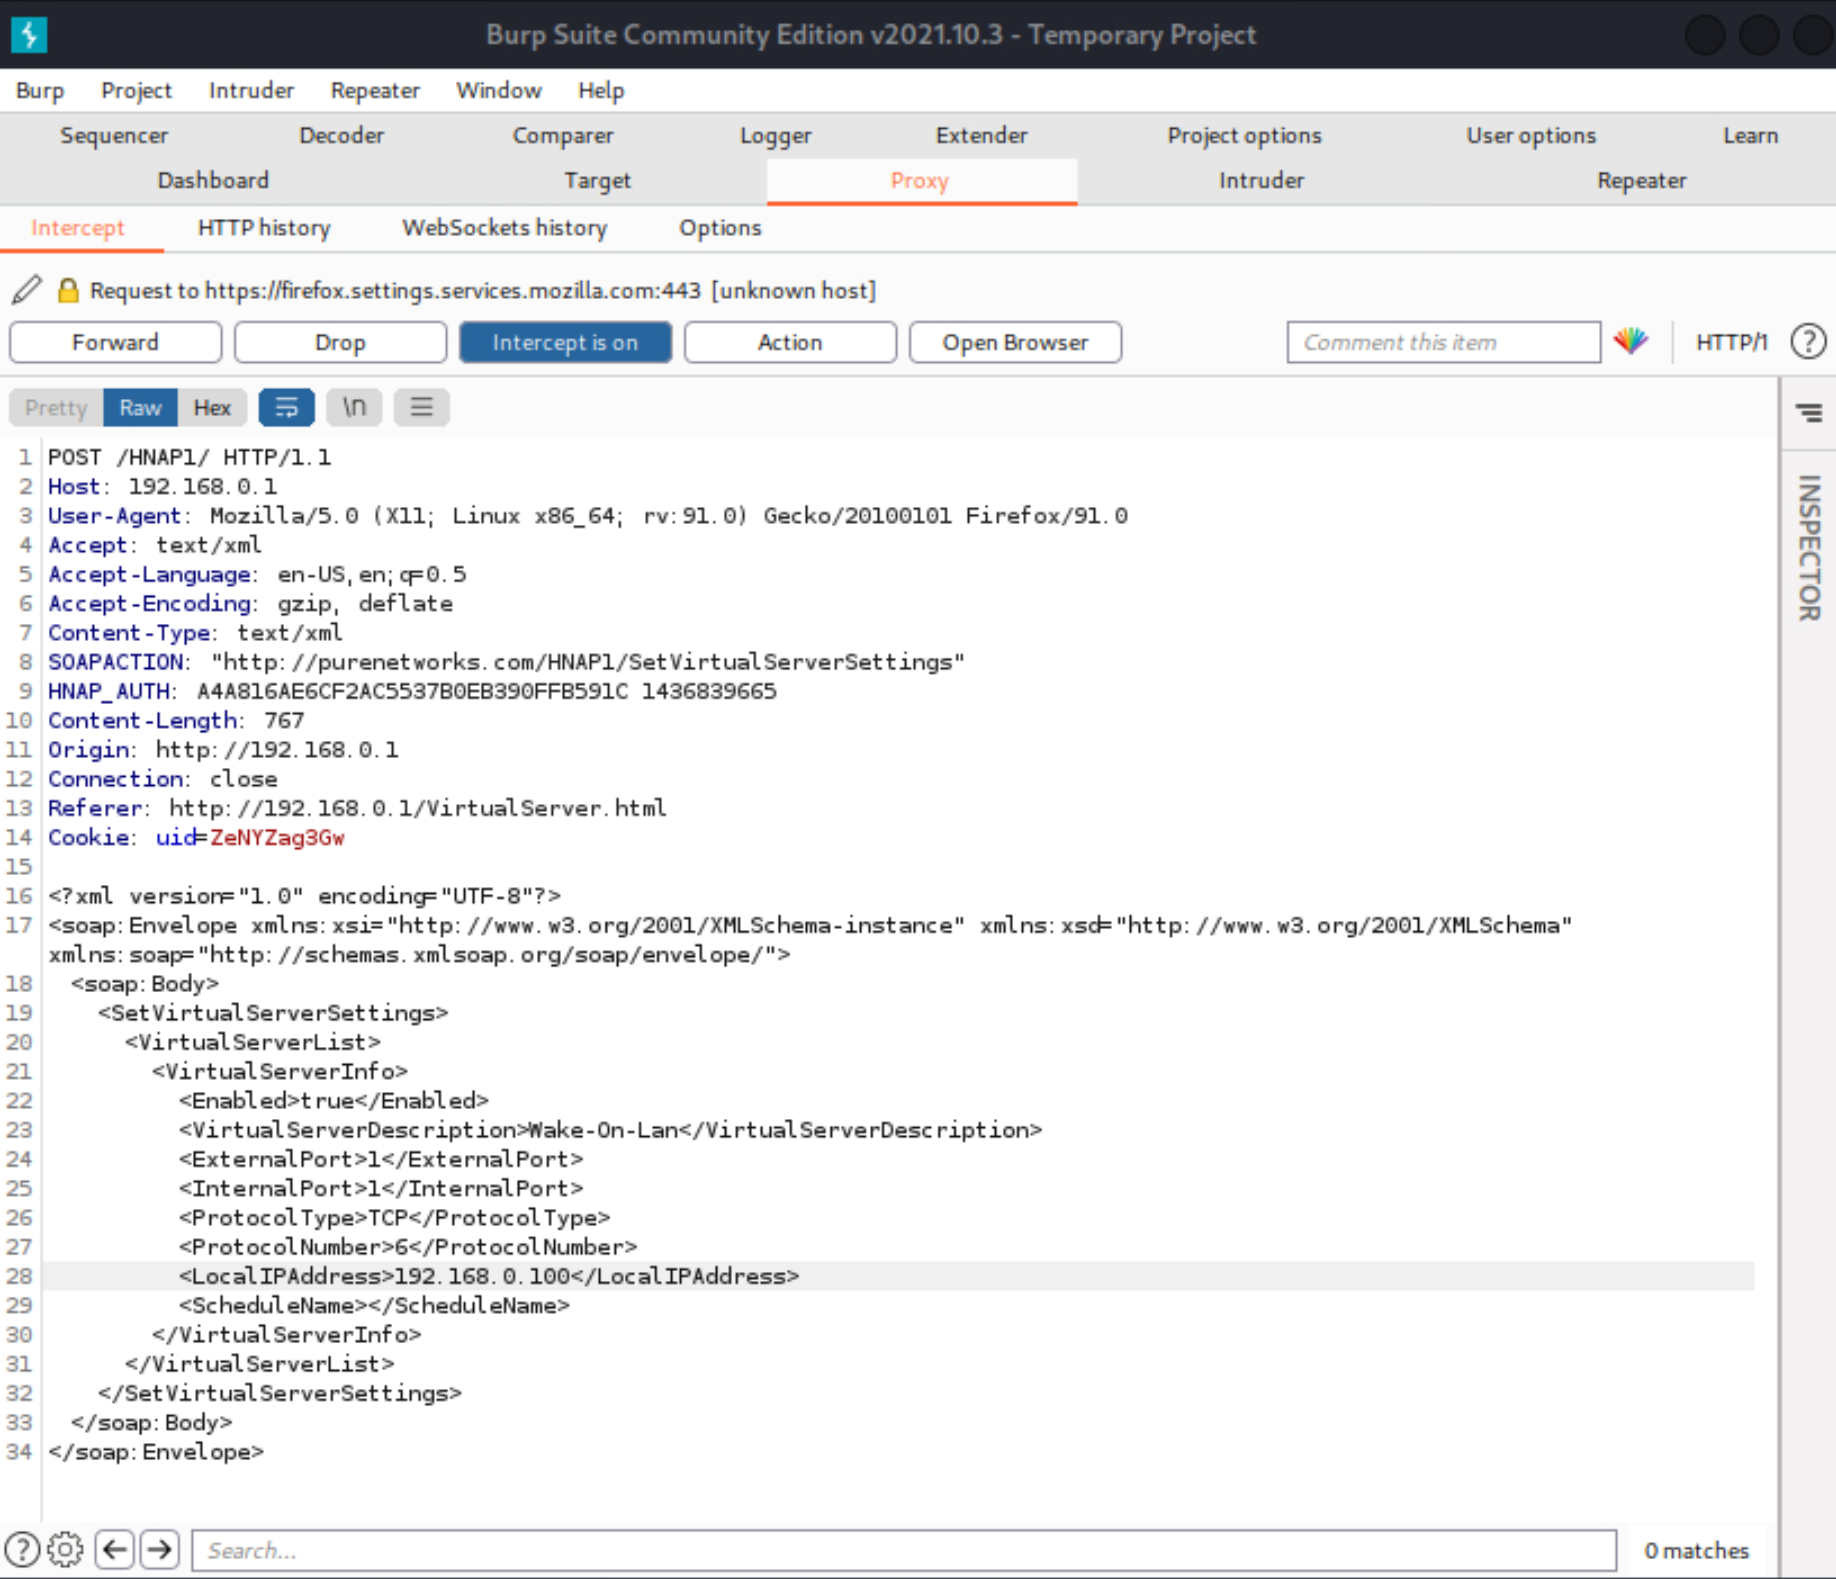 Burp Suite Community Edition v2021.10.3 - Temporary Project
Burp Project Intruder Repeater Window Help
Sequencer Decoder Comparer Logger Extender Project options User options Learn
Dashboard Target Proxy Intruder Repeater
Intercept HTTP history WebSockets history Options
Request to https://firefox.settings.services.mozilla.com:443 [unknown host]
Forward Drop Intercept is on Action Open Browser Comment this item HTTP/1 ?
Pretty Raw Hex \n
INSPECTOR
1 POST /HNAP1/ HTTP/1.1
2 Host: 192.168.0.1
3 User-Agent: Mozilla/5.0 (X11; Linux x86_64; rv:91.0) Gecko/20100101 Firefox/91.0
4 Accept: text/xml
5 Accept-Language: en-US,en;q=0.5
6 Accept-Encoding: gzip, deflate
7 Content-Type: text/xml
8 SOAPACTION: "http://purenetworks.com/HNAP1/SetVirtualServerSettings"
9 HNAP_AUTH: A4A816AE6CF2AC5537B0EB390FFB591C 1436839665
10 Content-Length: 767
11 Origin: http://192.168.0.1
12 Connection: close
13 Referer: http://192.168.0.1/VirtualServer.html
14 Cookie: uid=ZeNYZag3Gw
15
16 <?xml version="1.0" encoding="UTF-8"?>
17 <soap:Envelope xmlns:xsi="http://www.w3.org/2001/XMLSchema-instance" xmlns:xsd="http://www.w3.org/2001/XMLSchema"
xmlns:soap="http://schemas.xmlsoap.org/soap/envelope/">
18 <soap:Body>
19 <SetVirtualServerSettings>
20 <VirtualServerList>
21 <VirtualServerInfo>
22 <Enabled>true</Enabled>
23 <VirtualServerDescription>Wake-On-Lan</VirtualServerDescription>
24 <ExternalPort>1</ExternalPort>
25 <InternalPort>1</InternalPort>
26 <ProtocolType>TCP</ProtocolType>
27 <ProtocolNumber>6</ProtocolNumber>
28 <LocalIPAddress>192.168.0.100</LocalIPAddress>
29 <ScheduleName></ScheduleName>
30 </VirtualServerInfo>
31 </VirtualServerList>
32 </SetVirtualServerSettings>
33 </soap:Body>
34 </soap:Envelope>
? Search... 0 matches